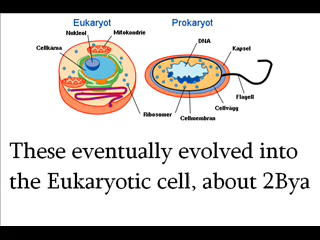 Eukaryot
Prokaryot
Nukleol
Mitokondrie
DNA
Cellkärna
Kapsel
Ribosomer
Flagell
Cellvägg
Cellmembran
These eventually evolved into
the Eukaryotic cell, about 2Bya